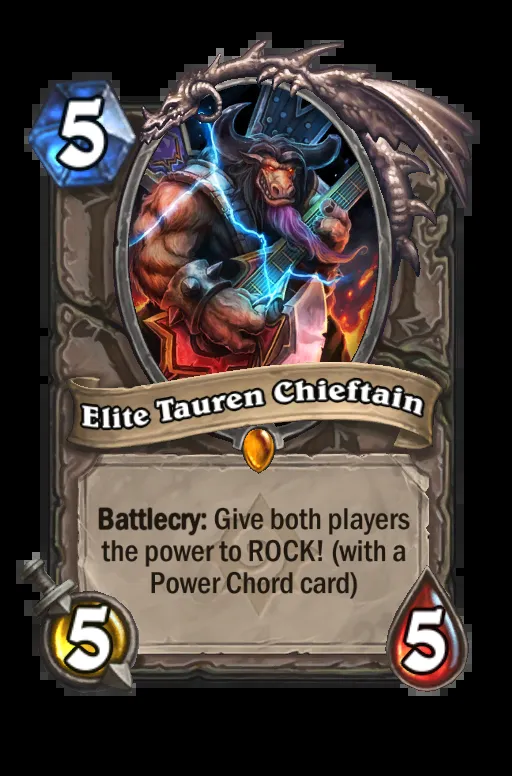 5
Elite Tauren Chieftain
Battlecry: Give both players
the power to ROCK! (with a
Power Chord card)
5
5